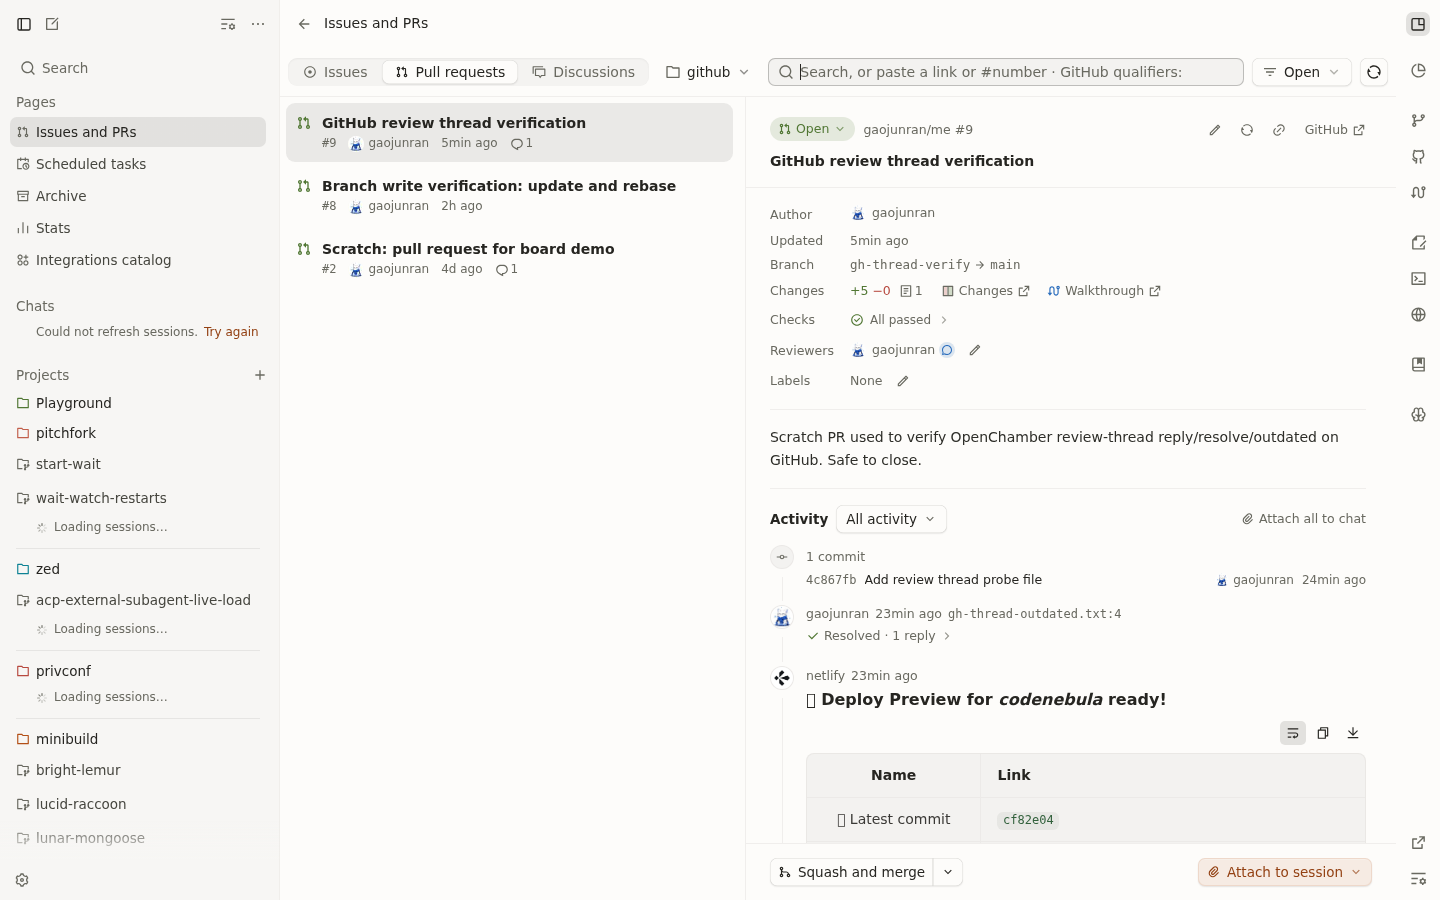 Issues and PRs
Search
Pages
Issues and PRs
Scheduled tasks
Archive
Stats
Integrations catalog
Chats
Could not refresh sessions. Try again
Projects
Playground
pitchfork
start-wait
wait-watch-restarts
Loading sessions...
zed
acp-external-subagent-live-load
Loading sessions...
privconf
Loading sessions...
minibuild
bright-lemur
lucid-raccoon
lunar-mongoose
Issues
Pull requests
Discussions
github
Search, or paste a link or #number · GitHub qualifiers:
Open
GitHub review thread verification
#9 gaojunran 5min ago 1
Branch write verification: update and rebase
#8 gaojunran 2h ago
Scratch: pull request for board demo
#2 gaojunran 4d ago 1
Open gaojunran/me #9 GitHub
GitHub review thread verification
Author gaojunran
Updated 5min ago
Branch gh-thread-verify → main
Changes +5 −0 1 Changes Walkthrough
Checks All passed
Reviewers gaojunran
Labels None
Scratch PR used to verify OpenChamber review-thread reply/resolve/outdated on
GitHub. Safe to close.
Activity All activity Attach all to chat
1 commit
4c867fb Add review thread probe file gaojunran 24min ago
gaojunran 23min ago gh-thread-outdated.txt:4
Resolved · 1 reply
netlify 23min ago
Deploy Preview for codenebula ready!
Name Link
Latest commit cf82e04
Squash and merge
Attach to session